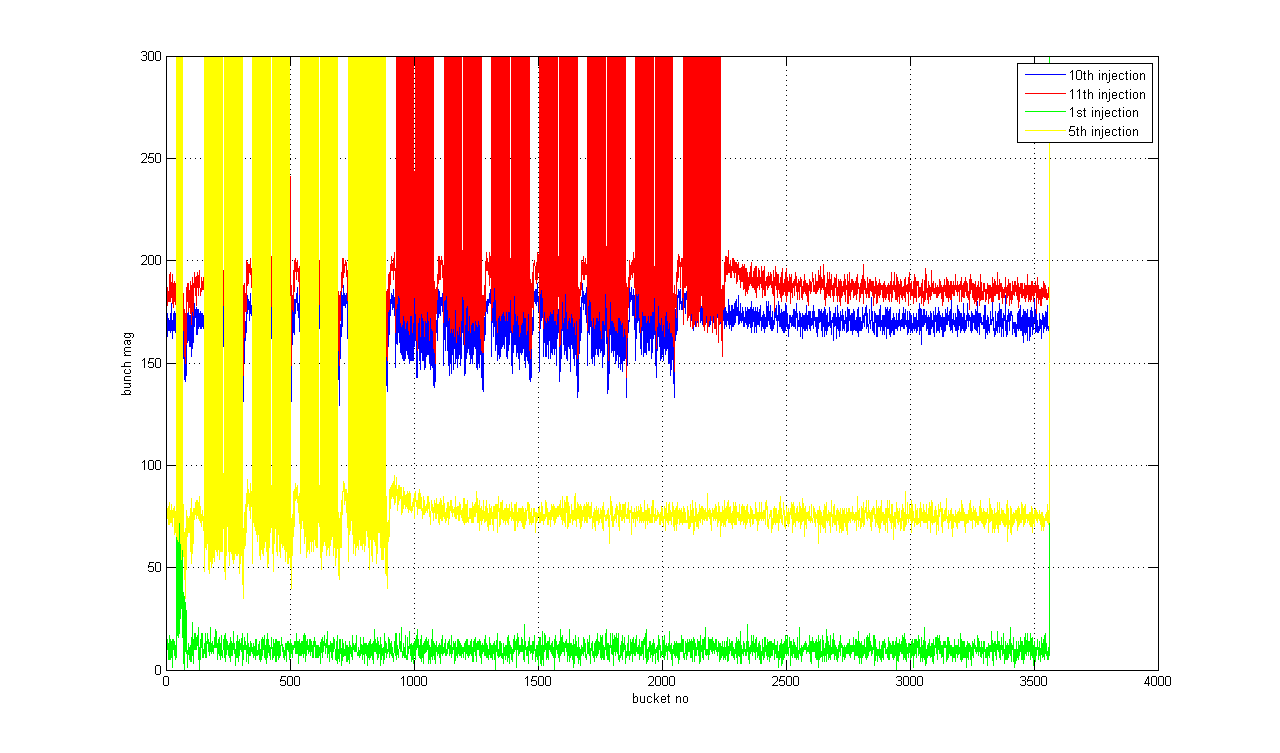 300
250
200
150
100
50
0
bunch mag
10th injection
11th injection
1st injection
5th injection
0 500 1000 1500 2000 2500 3000 3500 4000
bucket no